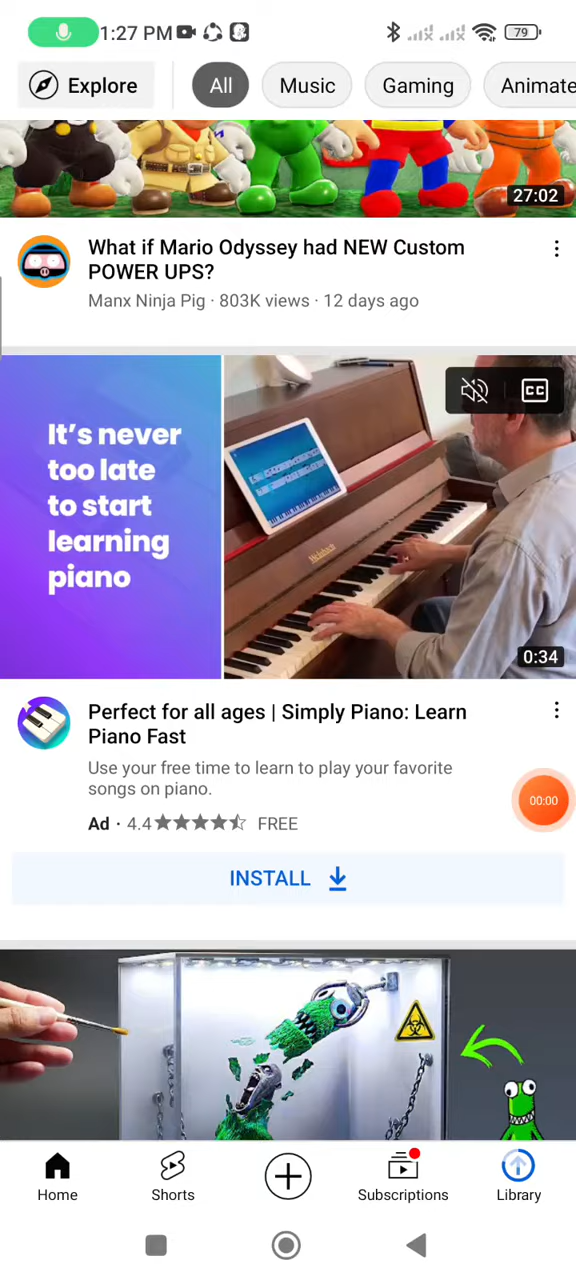 1:27 PM 79
Explore All Music Gaming Animate
27:02
What if Mario Odyssey had NEW Custom
POWER UPS?
Manx Ninja Pig · 803K views · 12 days ago
CC
It's never
too late
to start
learning
piano
0:34
Perfect for all ages | Simply Piano: Learn
Piano Fast
Use your free time to learn to play your favorite
songs on piano.
00:00
Ad · 4.4 FREE
INSTALL
Home Shorts Subscriptions Library